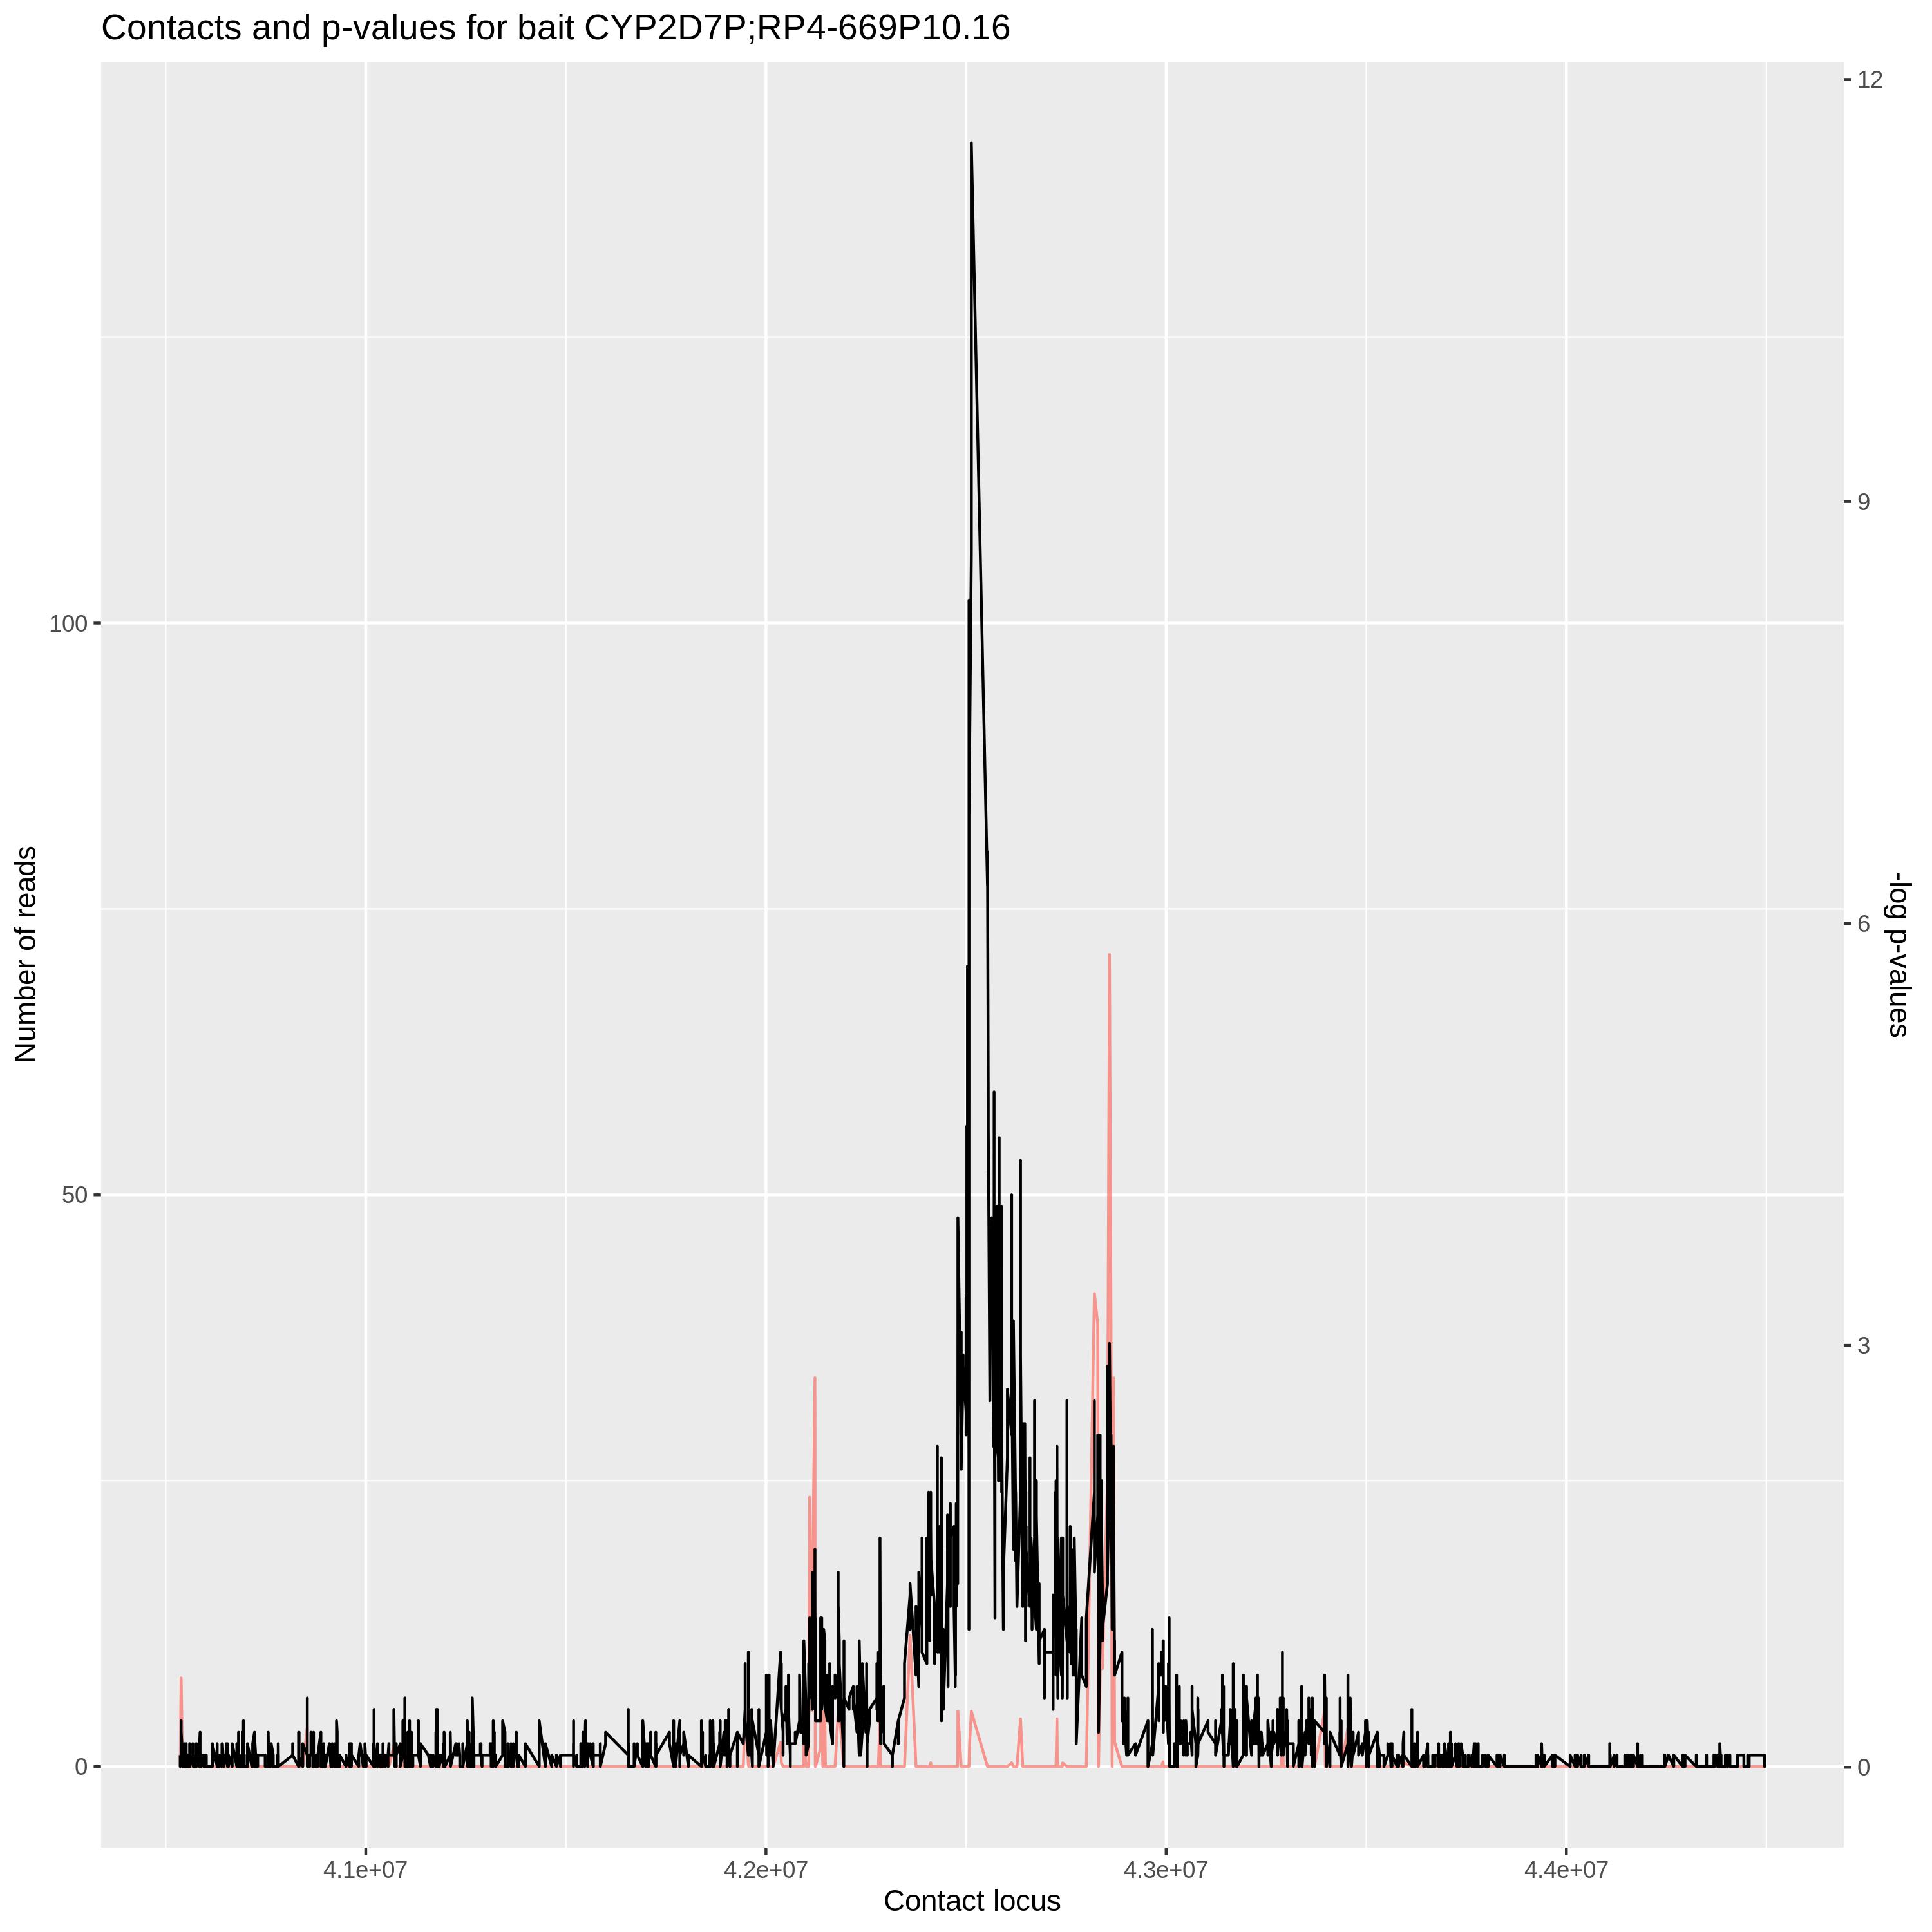 Contacts and p-values for bait CYP2D7P;RP4-669P10.16
Number of reads
100
50
0
12
9
6
3
0
-log p-values
4.1e+07
4.2e+07
4.3e+07
4.4e+07
Contact locus